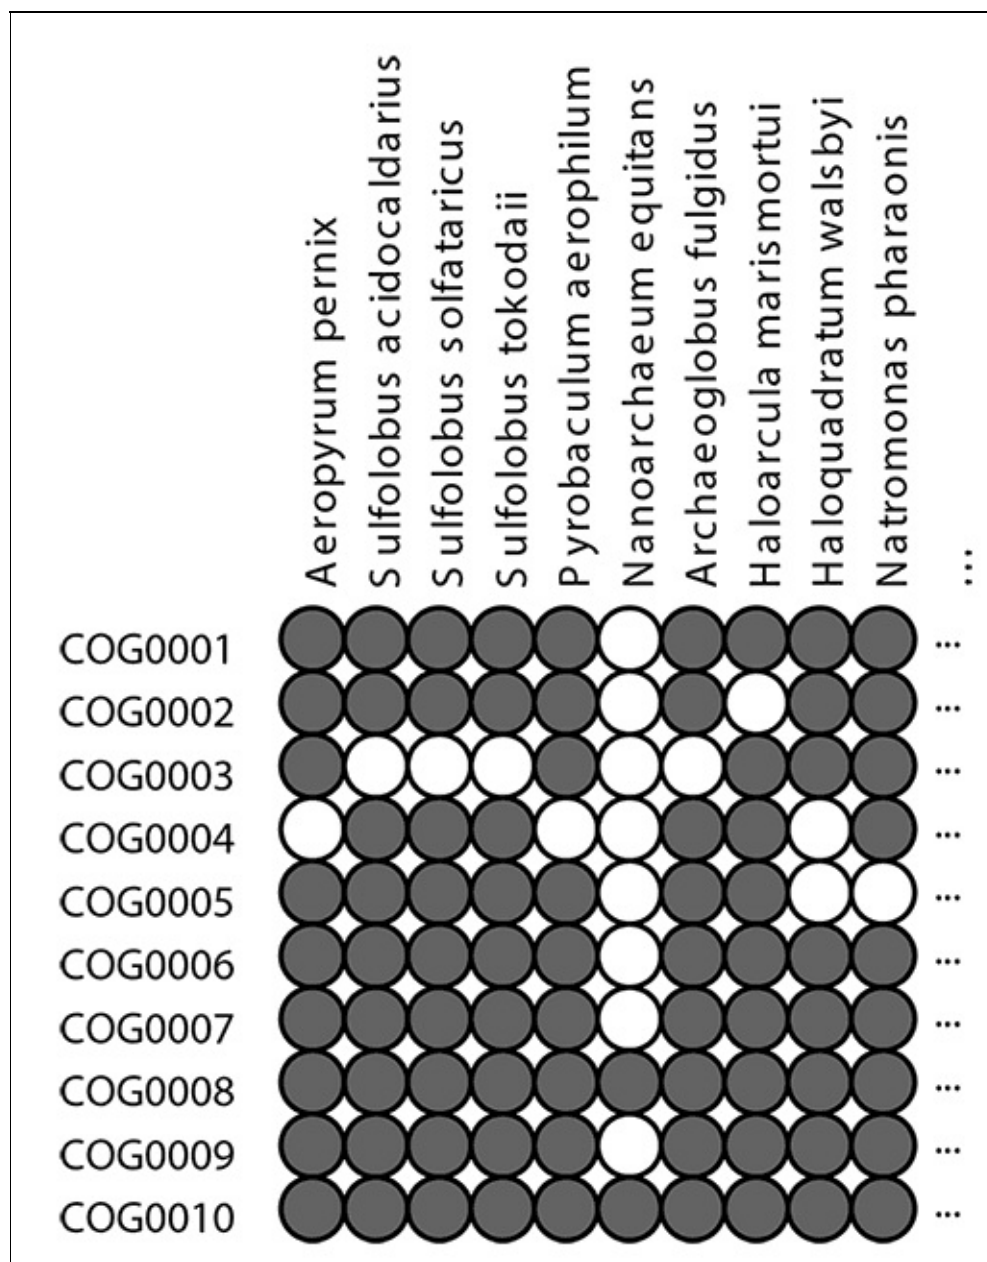 Aeropyrum pernix
Sulfolobus acidocaldarius
Sulfolobus solfataricus
Sulfolobus tokodaii
Pyrobaculum aerophilum
Nanoarchaeum equitans
Archaeoglobus fulgidus
Haloarcula marismortui
Haloquadratum walsbyi
Natromonas pharaonis
...
COG0001 ...
COG0002 ...
COG0003 ...
COG0004 ...
COG0005 ...
COG0006 ...
COG0007 ...
COG0008 ...
COG0009 ...
COG0010 ...